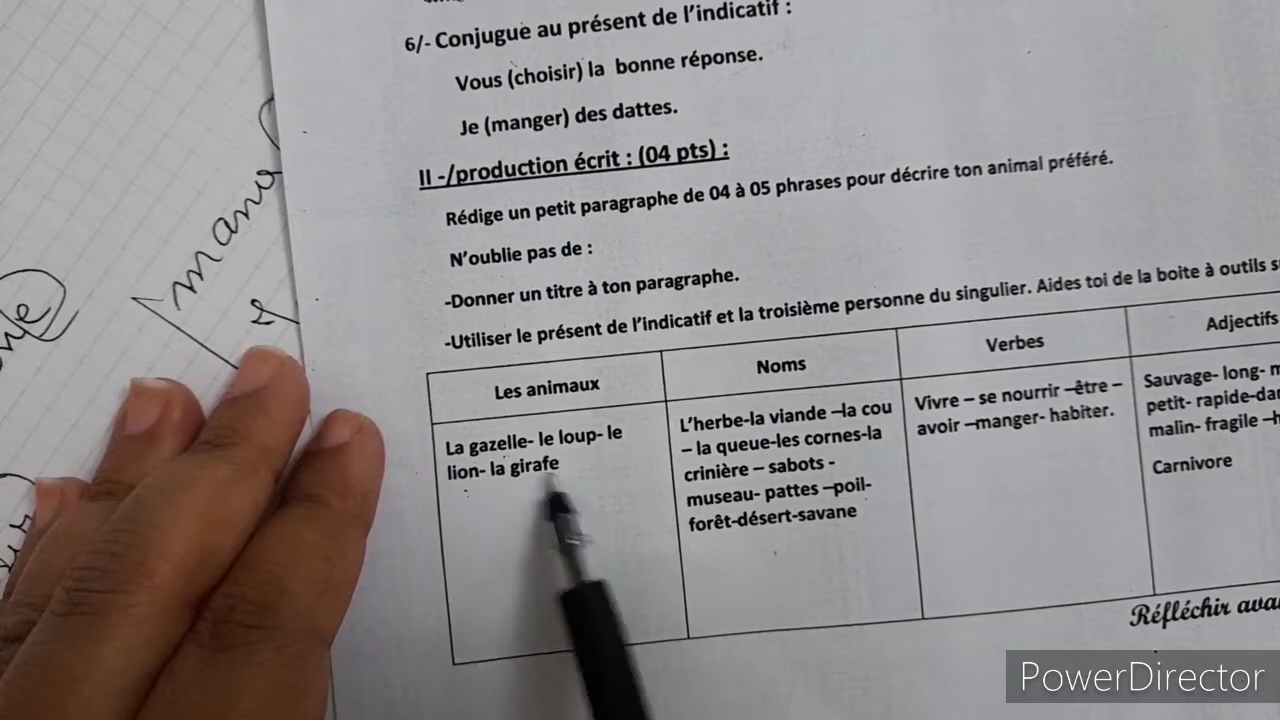 6/- Conjugue au présent de l'indicatif :
Vous (choisir) la bonne réponse.
Je (manger) des dattes.
II -/production écrit : (04 pts) :
Rédige un petit paragraphe de 04 à 05 phrases pour décrire ton animal préféré.
N'oublie pas de :
-Donner un titre à ton paragraphe.
-Utiliser le présent de l'indicatif et la troisième personne du singulier. Aides toi de la boite à outils
Les animaux
Noms
Verbes
Adjectifs
La gazelle- le loup- le
lion- la girafe
L'herbe-la viande –la cou
– la queue-les cornes-la
crinière – sabots -
museau- pattes –poil-
forêt-désert-savane
Vivre – se nourrir –être –
avoir –manger- habiter.
Sauvage- long-
petit- rapide-
malin- fragile –
Carnivore
Réfléchir
mang
PowerDirector